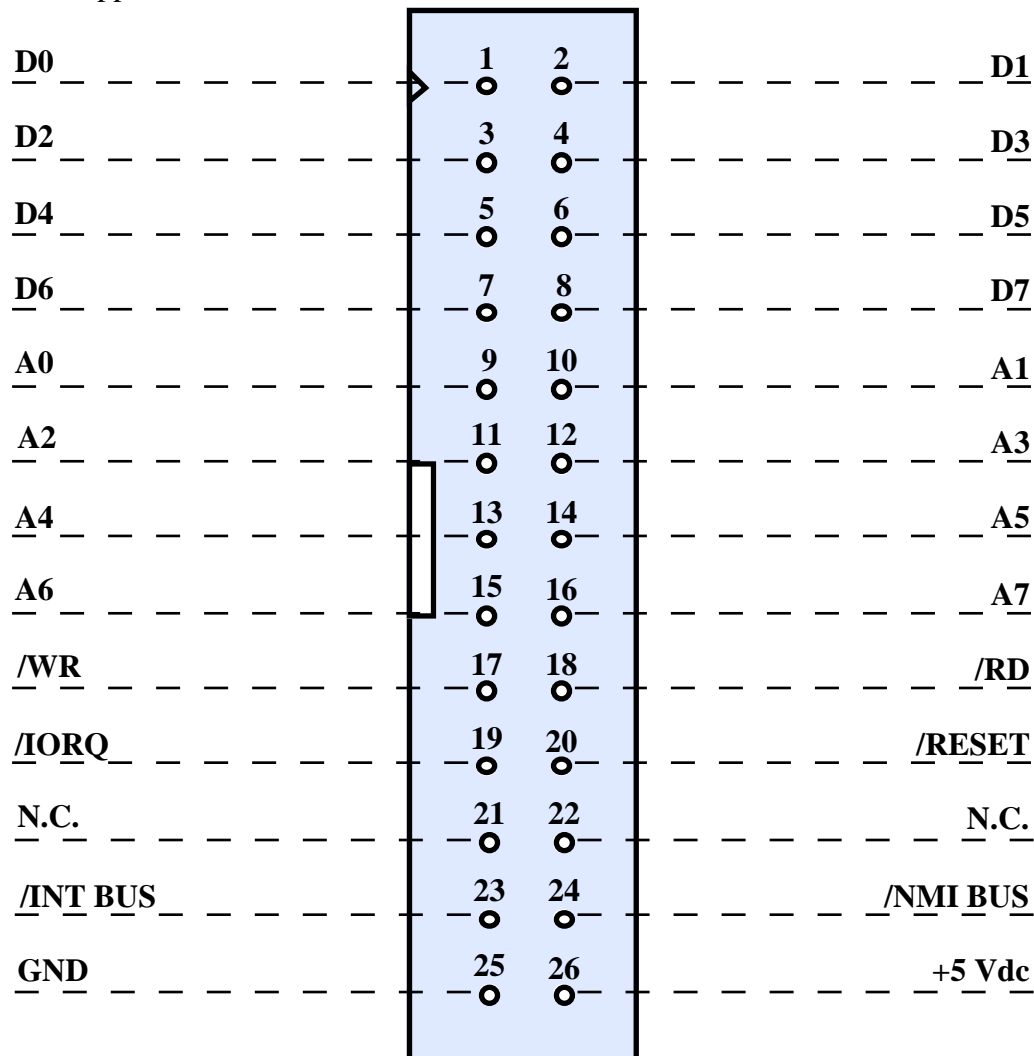 D0 1 2 D1
D2 3 4 D3
D4 5 6 D5
D6 7 8 D7
A0 9 10 A1
A2 11 12 A3
A4 13 14 A5
A6 15 16 A7
/WR 17 18 /RD
/IORQ 19 20 /RESET
N.C. 21 22 N.C.
/INT BUS 23 24 /NMI BUS
GND 25 26 +5 Vdc